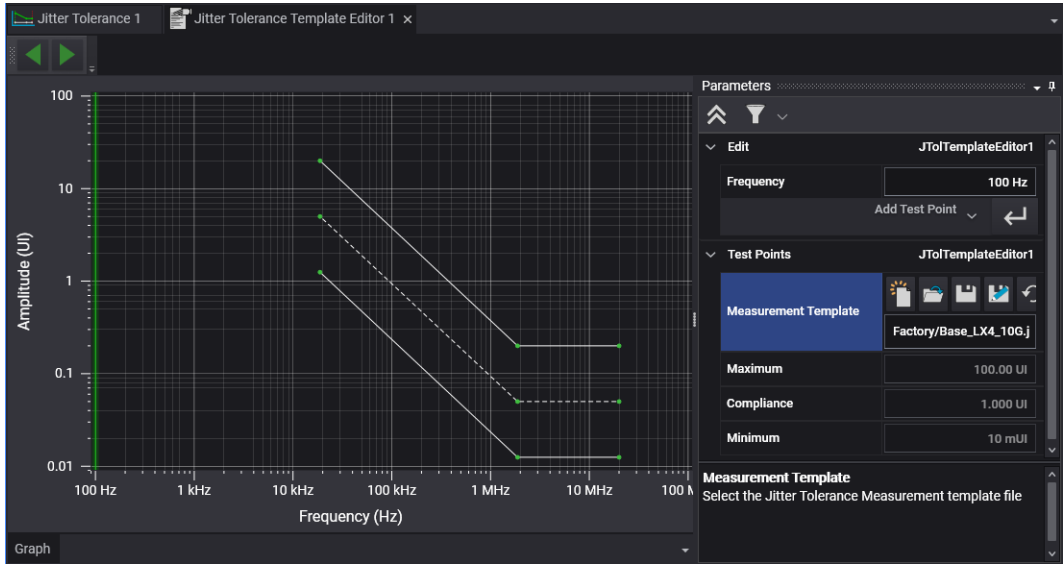 Jitter Tolerance 1
Jitter Tolerance Template Editor 1
Parameters
Edit JTolTemplateEditor1
Frequency 100 Hz
Add Test Point
Test Points JTolTemplateEditor1
Measurement Template
Factory/Base_LX4_10G.j
Maximum 100.00 UI
Compliance 1.000 UI
Minimum 10 mUI
Measurement Template
Select the Jitter Tolerance Measurement template file
Amplitude (UI)
100
10
1
0.1
0.01
100 Hz 1 kHz 10 kHz 100 kHz 1 MHz 10 MHz 100 M
Frequency (Hz)
Graph